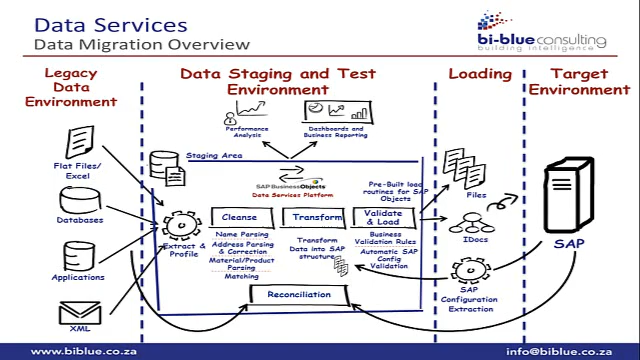 Data Services
Data Migration Overview
bi-blueconsulting
building intelligence
Legacy
Data
Environment
Data Staging and Test
Environment
Loading
Target
Environment
Performance
Analysis
Dashboards and
Business Reporting
Staging Area
Flat Files/
Excel
Databases
Applications
XML
Extract &
Profile
SAP BusinessObjects
Data Services Platform
Pre-Built load
routines for SAP
Objects
Cleanse
Transform
Validate
& Load
Name Parsing
Address Parsing
& Correction
Material/Product
Parsing
Matching
Transform
Data into SAP
structure
Business
Validation Rules
Automatic SAP
Config
Validation
Reconciliation
Files
IDocs
SAP
Configuration
Extraction
SAP
www.biblue.co.za
info@biblue.co.za